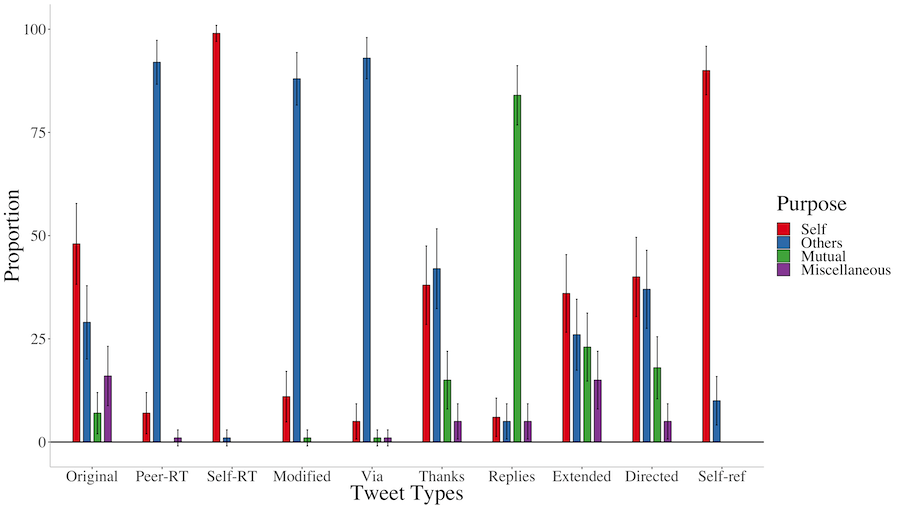 100
75
50
25
0
Proportion
Original Peer-RT Self-RT Modified Via Thanks Replies Extended Directed Self-ref
Tweet Types
Purpose
Self
Others
Mutual
Miscellaneous